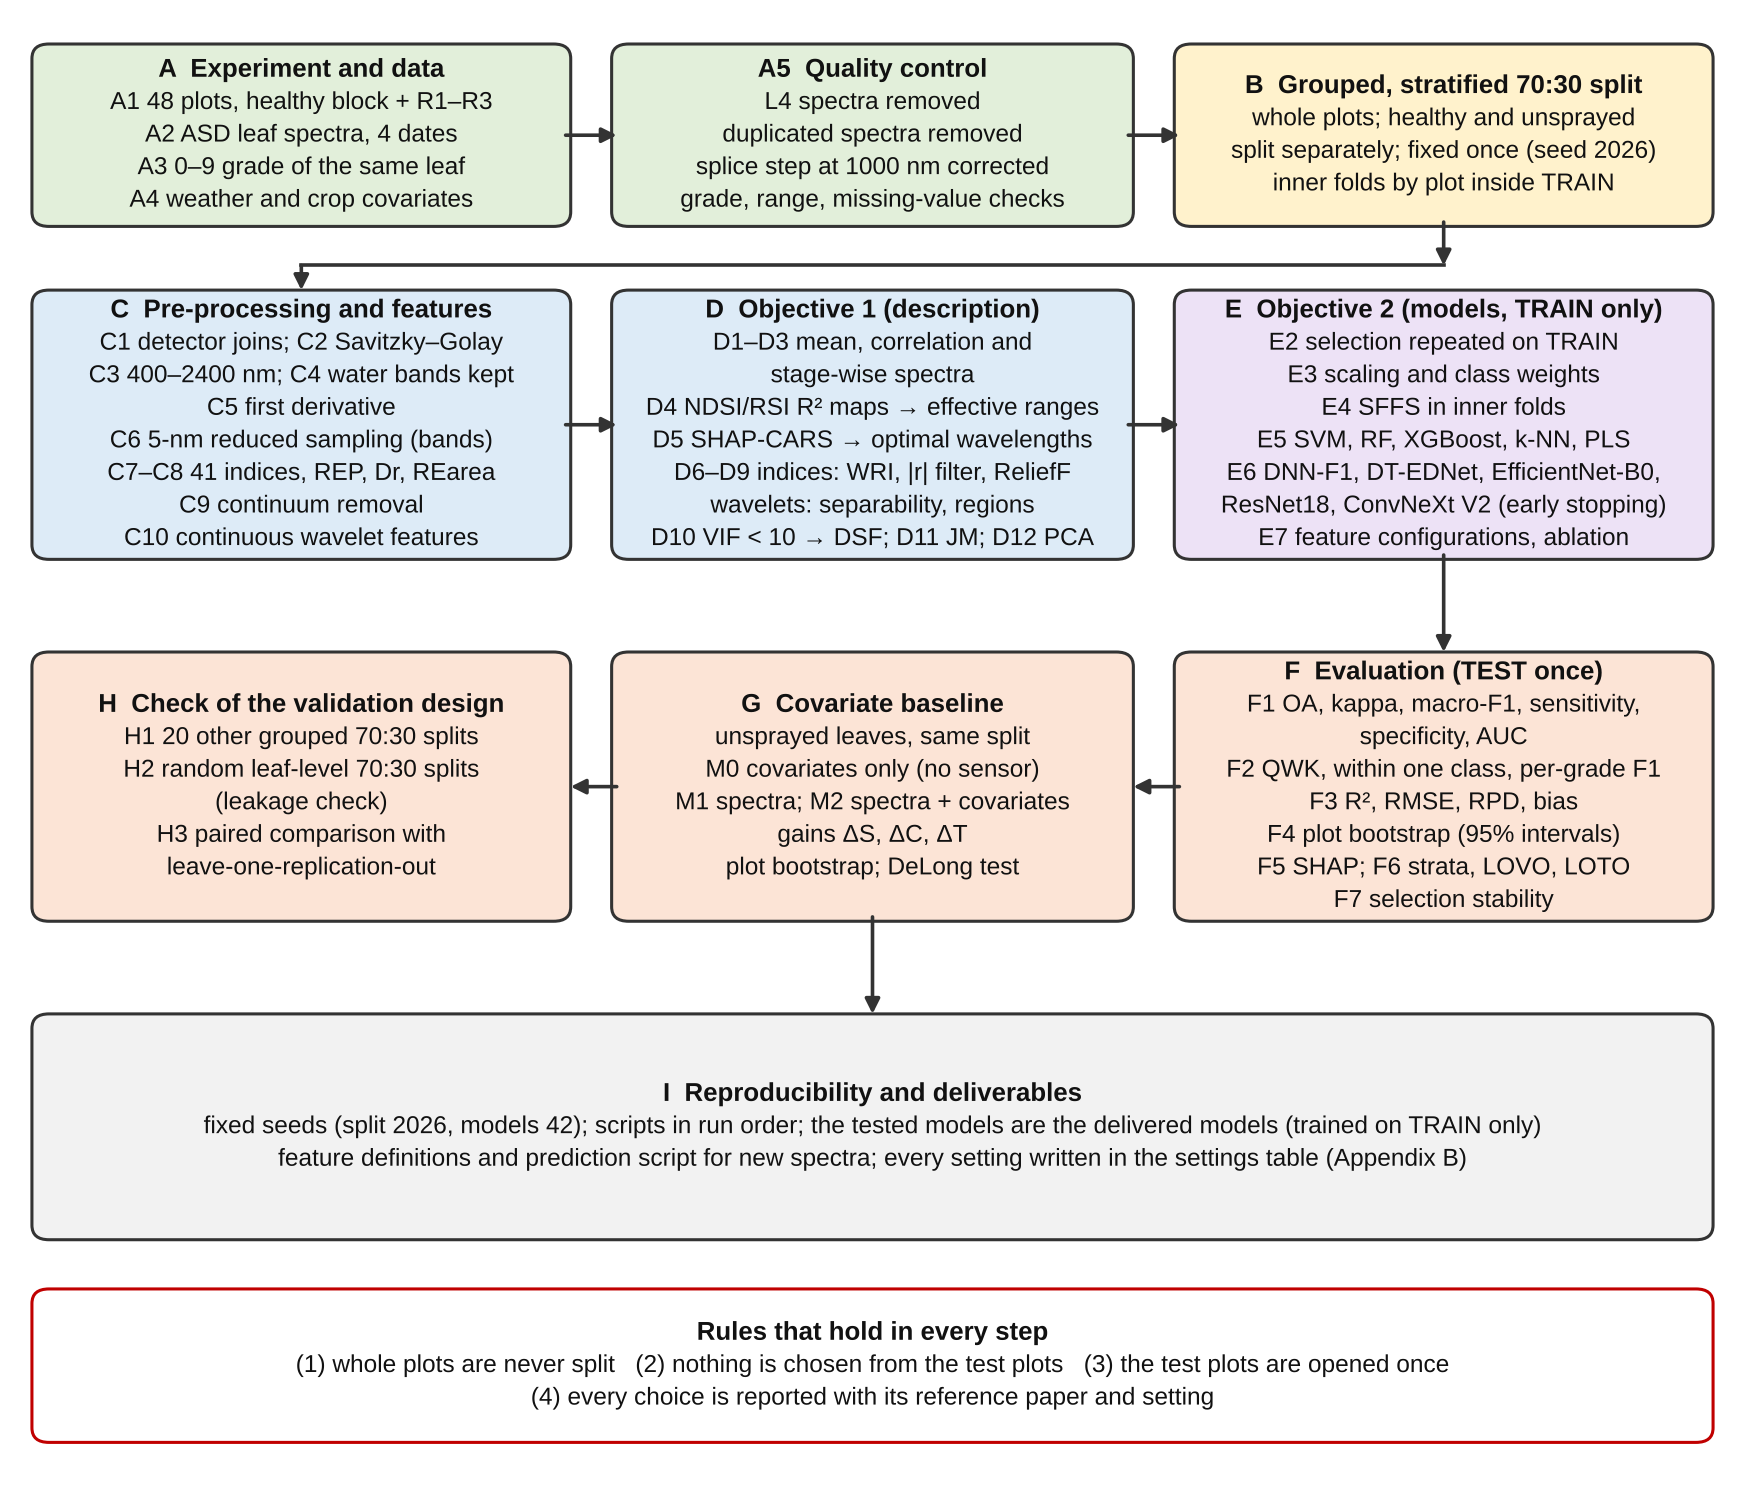 A  Experiment and data
A1 48 plots, healthy block + R1–R3
A2 ASD leaf spectra, 4 dates
A3 0–9 grade of the same leaf
A4 weather and crop covariates
A5  Quality control
L4 spectra removed
duplicated spectra removed
splice step at 1000 nm corrected
grade, range, missing-value checks
B  Grouped, stratified 70:30 split
whole plots; healthy and unsprayed
split separately; fixed once (seed 2026)
inner folds by plot inside TRAIN
C  Pre-processing and features
C1 detector joins; C2 Savitzky–Golay
C3 400–2400 nm; C4 water bands kept
C5 first derivative
C6 5-nm reduced sampling (bands)
C7–C8 41 indices, REP, Dr, REarea
C9 continuum removal
C10 continuous wavelet features
D  Objective 1 (description)
D1–D3 mean, correlation and
stage-wise spectra
D4 NDSI/RSI R² maps → effective ranges
D5 SHAP-CARS → optimal wavelengths
D6–D9 indices: WRI, |r| filter, ReliefF
wavelets: separability, regions
D10 VIF < 10 → DSF; D11 JM; D12 PCA
E  Objective 2 (models, TRAIN only)
E2 selection repeated on TRAIN
E3 scaling and class weights
E4 SFFS in inner folds
E5 SVM, RF, XGBoost, k-NN, PLS
E6 DNN-F1, DT-EDNet, EfficientNet-B0,
ResNet18, ConvNeXt V2 (early stopping)
E7 feature configurations, ablation
H  Check of the validation design
H1 20 other grouped 70:30 splits
H2 random leaf-level 70:30 splits
(leakage check)
H3 paired comparison with
leave-one-replication-out
G  Covariate baseline
unsprayed leaves, same split
M0 covariates only (no sensor)
M1 spectra; M2 spectra + covariates
gains ΔS, ΔC, ΔT
plot bootstrap; DeLong test
F  Evaluation (TEST once)
F1 OA, kappa, macro-F1, sensitivity,
specificity, AUC
F2 QWK, within one class, per-grade F1
F3 R², RMSE, RPD, bias
F4 plot bootstrap (95% intervals)
F5 SHAP; F6 strata, LOVO, LOTO
F7 selection stability
I  Reproducibility and deliverables
fixed seeds (split 2026, models 42); scripts in run order; the tested models are the delivered models (trained on TRAIN only)
feature definitions and prediction script for new spectra; every setting written in the settings table (Appendix B)
Rules that hold in every step
(1) whole plots are never split   (2) nothing is chosen from the test plots   (3) the test plots are opened once
(4) every choice is reported with its reference paper and setting